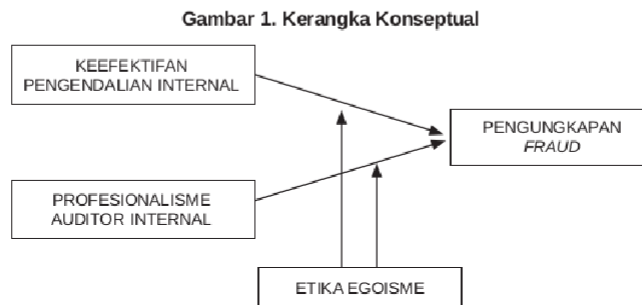 Gambar 1. Kerangka Konseptual
KEEFEKTIFAN
PENGENDALIAN INTERNAL
PENGUNGKAPAN
FRAUD
PROFESIONALISME
AUDITOR INTERNAL
ETIKA EGOISME